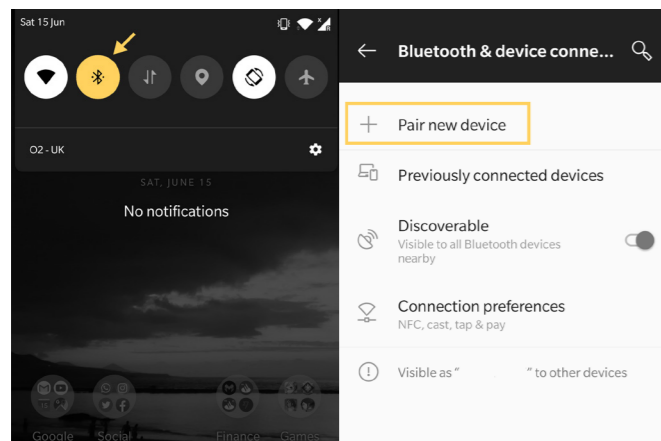 Sat 15 Jun
O2 - UK
SAT, JUNE 15
No notifications
Google Social Finance Games
Bluetooth & device conne...
Pair new device
Previously connected devices
Discoverable
Visible to all Bluetooth devices
nearby
Connection preferences
NFC, cast, tap & pay
Visible as “ ” to other devices